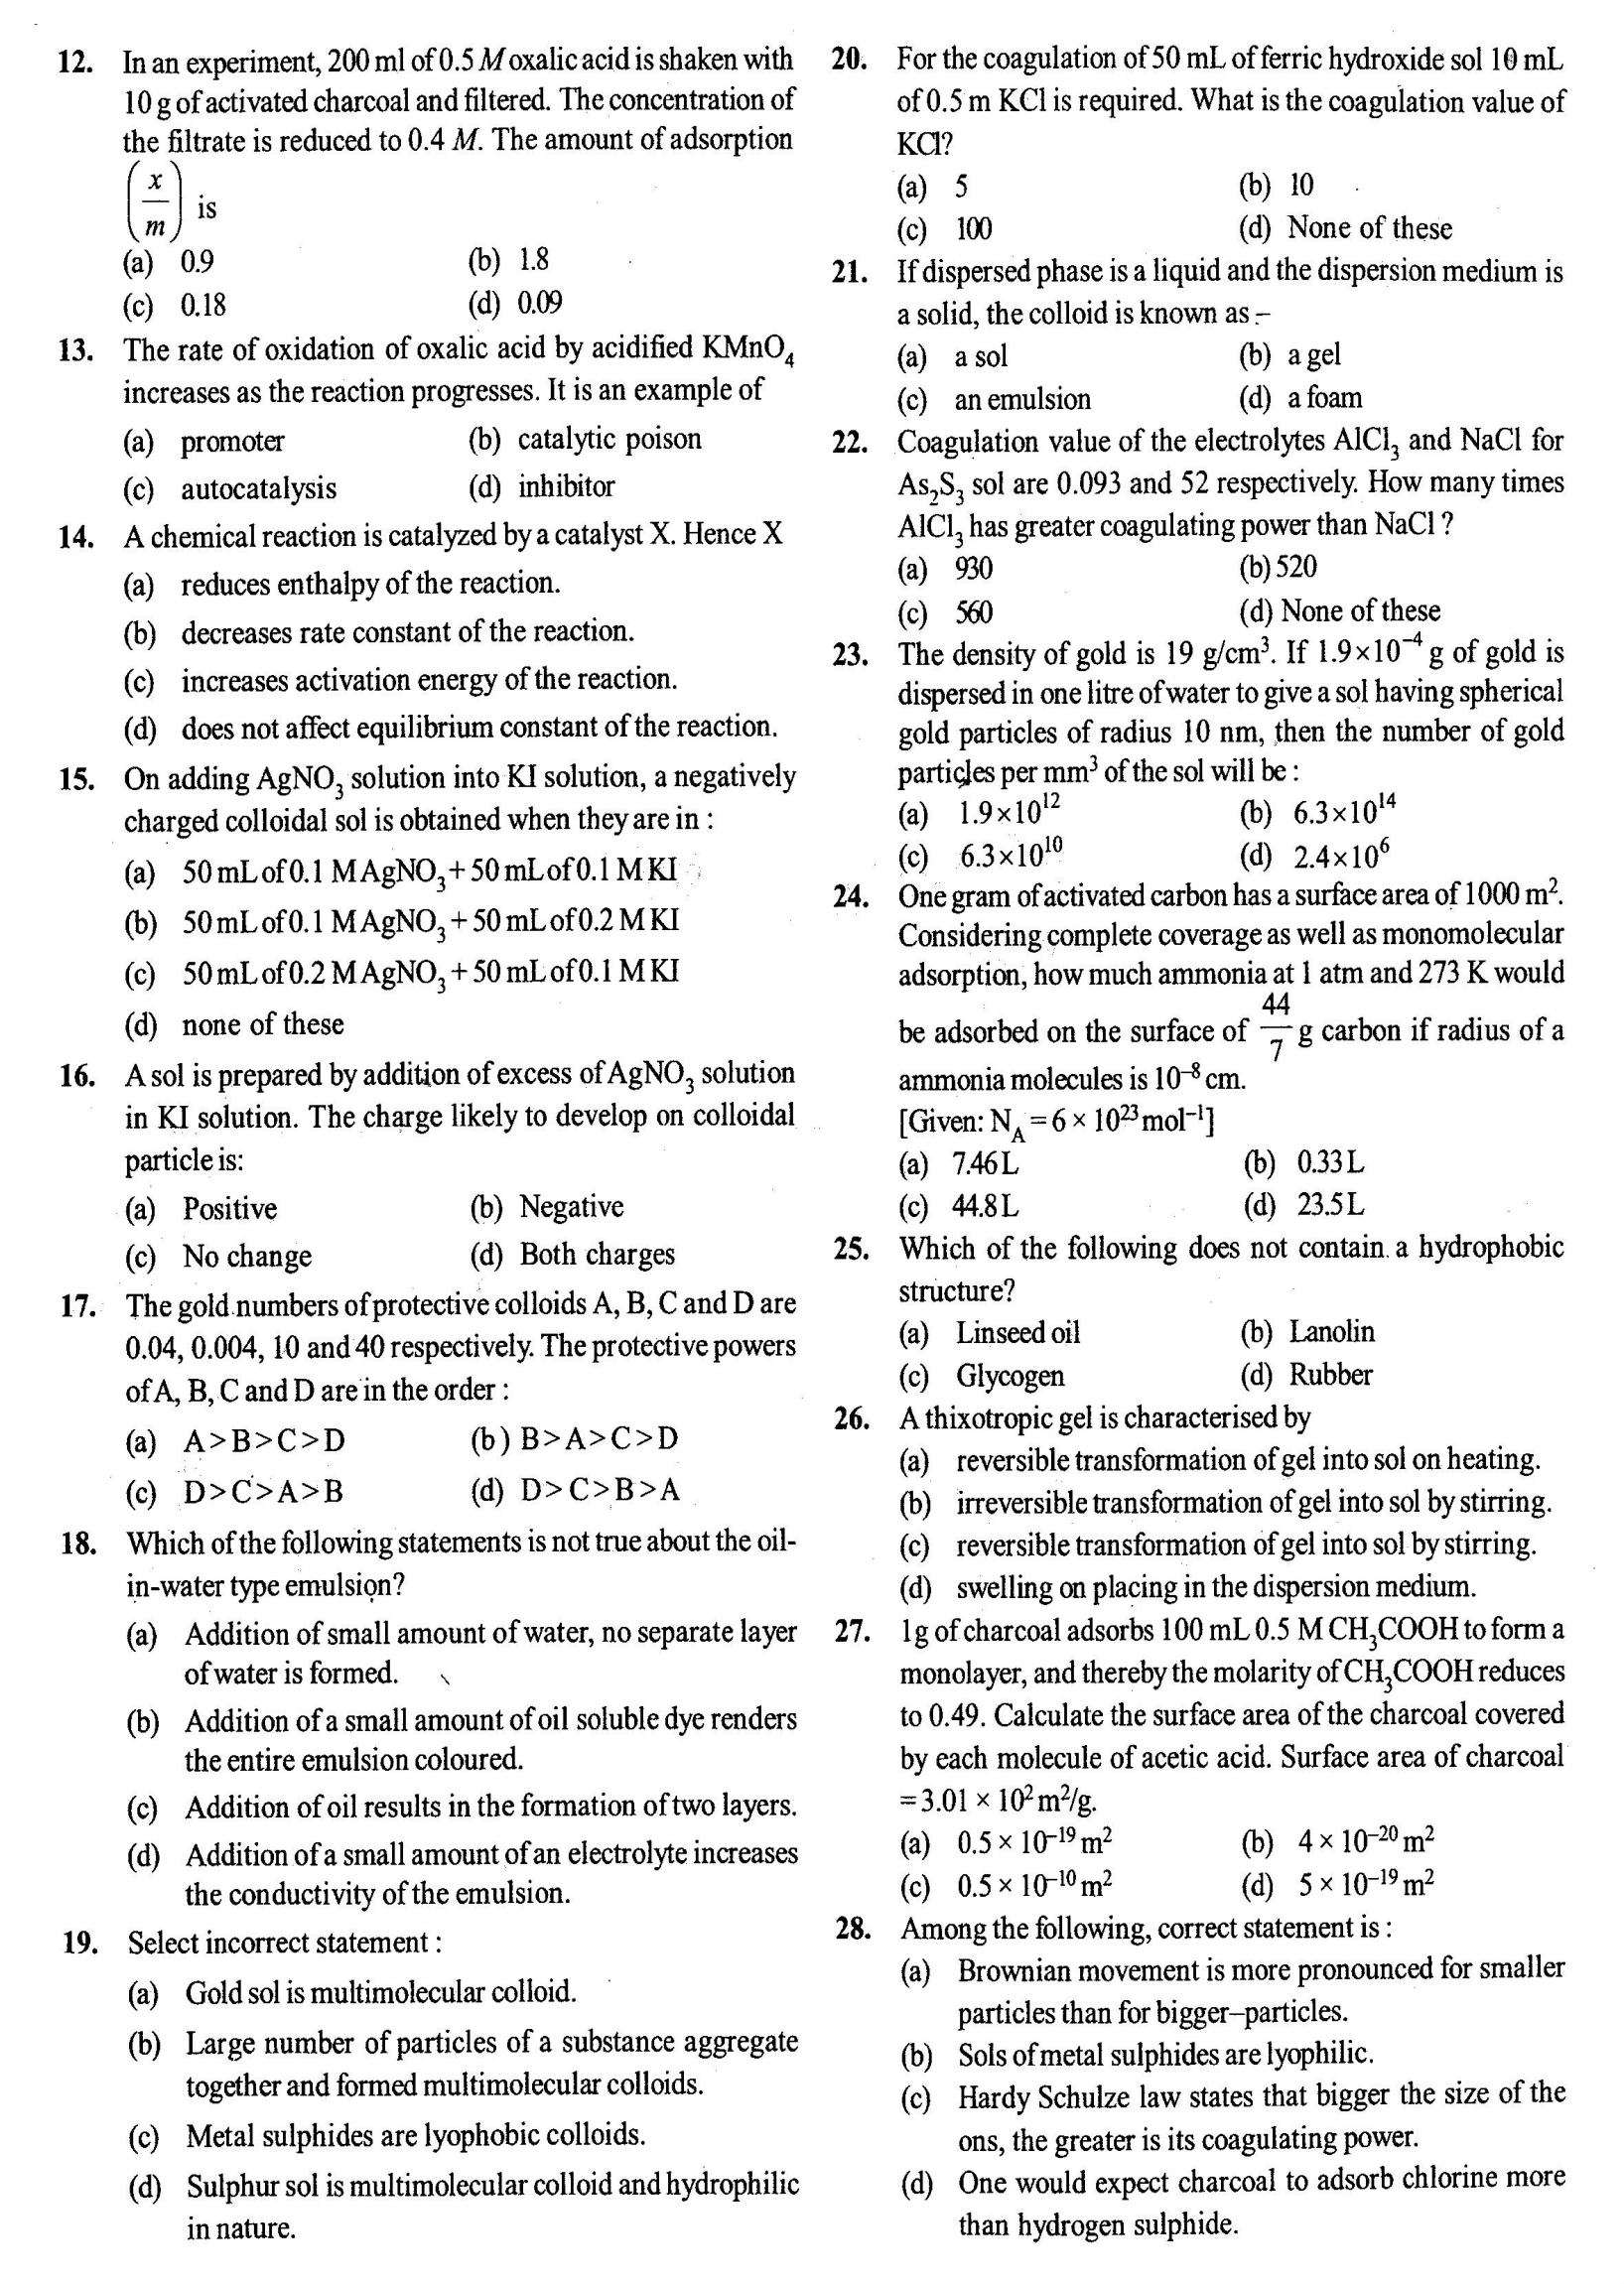 12. In an experiment, 200 ml of 0.5 M oxalic acid is shaken with
10 g of activated charcoal and filtered. The concentration of
the filtrate is reduced to 0.4 M. The amount of adsorption
(x/m) is
(a) 0.9 (b) 1.8
(c) 0.18 (d) 0.09
13. The rate of oxidation of oxalic acid by acidified KMnO₄
increases as the reaction progresses. It is an example of
(a) promoter (b) catalytic poison
(c) autocatalysis (d) inhibitor
14. A chemical reaction is catalyzed by a catalyst X. Hence X
(a) reduces enthalpy of the reaction.
(b) decreases rate constant of the reaction.
(c) increases activation energy of the reaction.
(d) does not affect equilibrium constant of the reaction.
15. On adding AgNO₃ solution into KI solution, a negatively
charged colloidal sol is obtained when they are in :
(a) 50 mL of 0.1 M AgNO₃ + 50 mL of 0.1 M KI
(b) 50 mL of 0.1 M AgNO₃ + 50 mL of 0.2 M KI
(c) 50 mL of 0.2 M AgNO₃ + 50 mL of 0.1 M KI
(d) none of these
16. A sol is prepared by addition of excess of AgNO₃ solution
in KI solution. The charge likely to develop on colloidal
particle is:
(a) Positive (b) Negative
(c) No change (d) Both charges
17. The gold numbers of protective colloids A, B, C and D are
0.04, 0.004, 10 and 40 respectively. The protective powers
of A, B, C and D are in the order :
(a) A>B>C>D (b) B>A>C>D
(c) D>C>A>B (d) D>C>B>A
18. Which of the following statements is not true about the oil-
in-water type emulsion?
(a) Addition of small amount of water, no separate layer
of water is formed.
(b) Addition of a small amount of oil soluble dye renders
the entire emulsion coloured.
(c) Addition of oil results in the formation of two layers.
(d) Addition of a small amount of an electrolyte increases
the conductivity of the emulsion.
19. Select incorrect statement :
(a) Gold sol is multimolecular colloid.
(b) Large number of particles of a substance aggregate
together and formed multimolecular colloids.
(c) Metal sulphides are lyophobic colloids.
(d) Sulphur sol is multimolecular colloid and hydrophilic
in nature.
20. For the coagulation of 50 mL of ferric hydroxide sol 10 mL
of 0.5 m KCl is required. What is the coagulation value of
KCl?
(a) 5 (b) 10
(c) 100 (d) None of these
21. If dispersed phase is a liquid and the dispersion medium is
a solid, the colloid is known as :–
(a) a sol (b) a gel
(c) an emulsion (d) a foam
22. Coagulation value of the electrolytes AlCl₃ and NaCl for
As₂S₃ sol are 0.093 and 52 respectively. How many times
AlCl₃ has greater coagulating power than NaCl ?
(a) 930 (b) 520
(c) 560 (d) None of these
23. The density of gold is 19 g/cm³. If 1.9×10⁻⁴ g of gold is
dispersed in one litre of water to give a sol having spherical
gold particles of radius 10 nm, then the number of gold
particles per mm³ of the sol will be :
(a) 1.9×10¹² (b) 6.3×10¹⁴
(c) 6.3×10¹⁰ (d) 2.4×10⁶
24. One gram of activated carbon has a surface area of 1000 m².
Considering complete coverage as well as monomolecular
adsorption, how much ammonia at 1 atm and 273 K would
be adsorbed on the surface of 44/7 g carbon if radius of a
ammonia molecules is 10⁻⁸ cm.
[Given: N_A = 6 × 10²³ mol⁻¹]
(a) 7.46 L (b) 0.33 L
(c) 44.8 L (d) 23.5 L
25. Which of the following does not contain. a hydrophobic
structure?
(a) Linseed oil (b) Lanolin
(c) Glycogen (d) Rubber
26. A thixotropic gel is characterised by
(a) reversible transformation of gel into sol on heating.
(b) irreversible transformation of gel into sol by stirring.
(c) reversible transformation of gel into sol by stirring.
(d) swelling on placing in the dispersion medium.
27. 1g of charcoal adsorbs 100 mL 0.5 M CH₃COOH to form a
monolayer, and thereby the molarity of CH₃COOH reduces
to 0.49. Calculate the surface area of the charcoal covered
by each molecule of acetic acid. Surface area of charcoal
= 3.01 × 10² m²/g.
(a) 0.5 × 10⁻¹⁹ m² (b) 4 × 10⁻²⁰ m²
(c) 0.5 × 10⁻¹⁰ m² (d) 5 × 10⁻¹⁹ m²
28. Among the following, correct statement is :
(a) Brownian movement is more pronounced for smaller
particles than for bigger–particles.
(b) Sols of metal sulphides are lyophilic.
(c) Hardy Schulze law states that bigger the size of the
ons, the greater is its coagulating power.
(d) One would expect charcoal to adsorb chlorine more
than hydrogen sulphide.